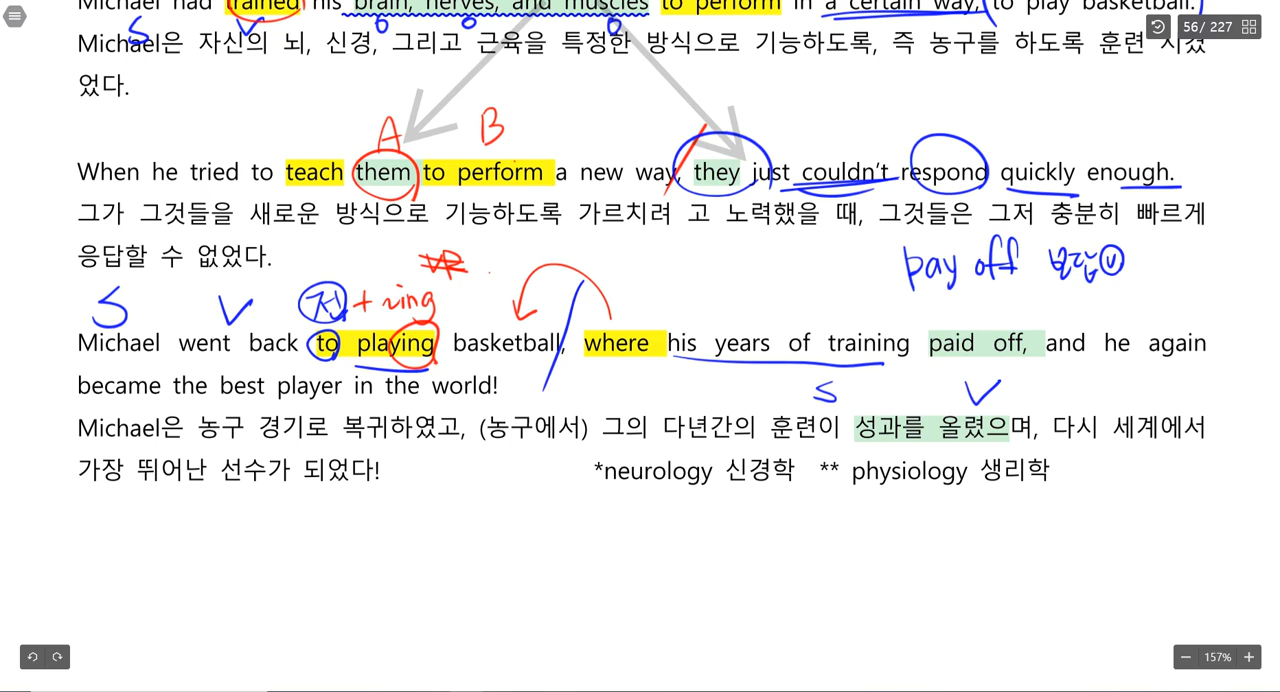 Michael had trained his brain, nerves, and muscles to perform in a certain way, to play basketball.
S V O O O
56/ 227
Michael은 자신의 뇌, 신경, 그리고 근육을 특정한 방식으로 기능하도록, 즉 농구를 하도록 훈련 시켰
었다.
A B
When he tried to teach them to perform a new way, they just couldn't respond quickly enough.
그가 그것들을 새로운 방식으로 기능하도록 가르치려 고 노력했을 때, 그것들은 그저 충분히 빠르게
응답할 수 없었다.
pay off 보답 ⓥ
S V 전 + ing
Michael went back to playing basketball, where his years of training paid off, and he again
became the best player in the world!
S V
Michael은 농구 경기로 복귀하였고, (농구에서) 그의 다년간의 훈련이 성과를 올렸으며, 다시 세계에서
가장 뛰어난 선수가 되었다! *neurology 신경학 ** physiology 생리학
157%